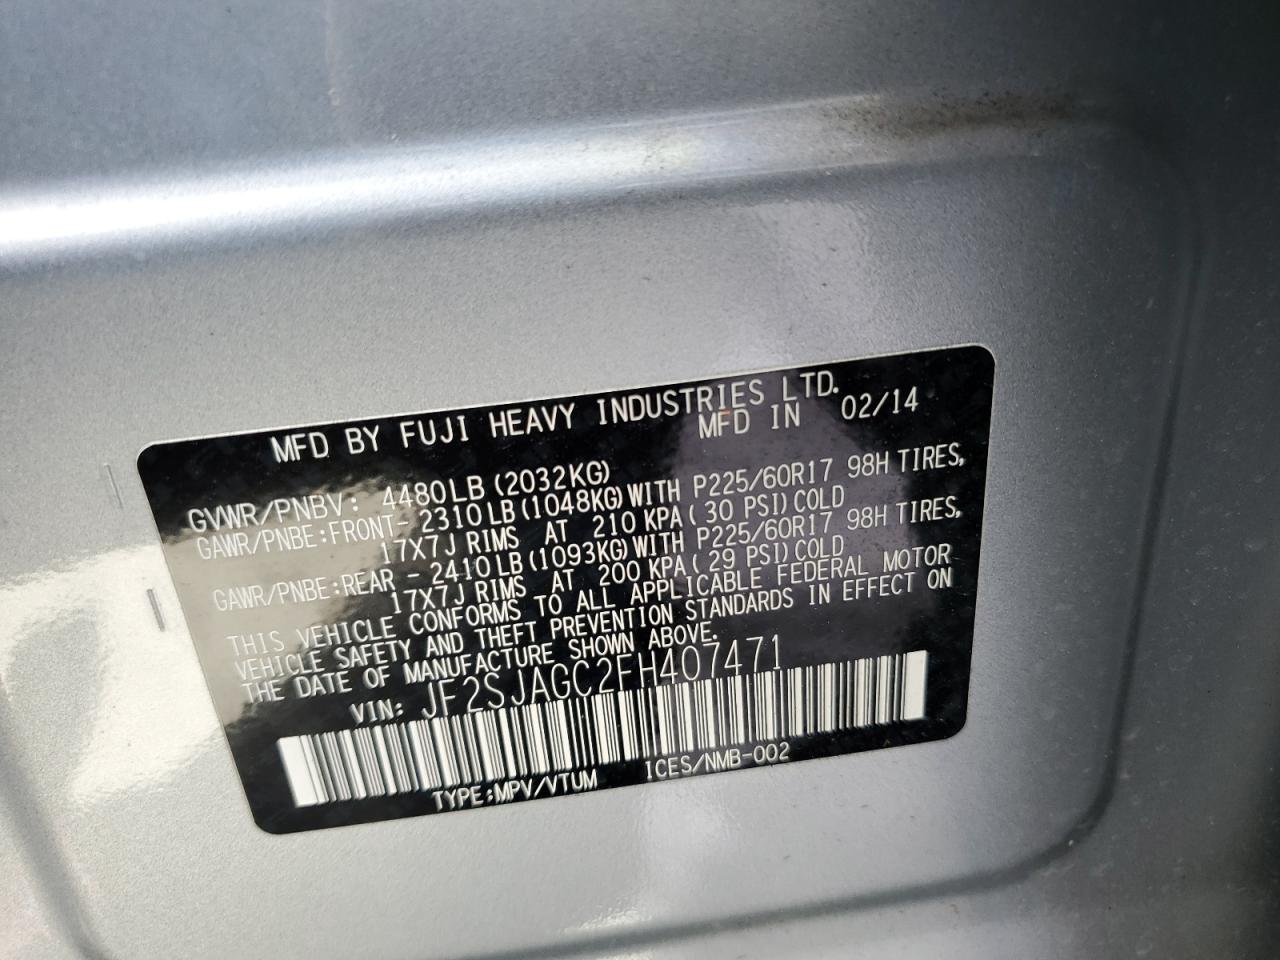 MFD BY FUJI HEAVY INDUSTRIES LTD.
MFD IN 02/14
GVWR/PNBV: 4480LB(2032KG)
GAWR/PNBE:FRONT- 2310LB(1048KG)WITH P225/60R17 98H TIRES,
17X7J RIMS AT 210 KPA( 30 PSI)COLD
GAWR/PNBE:REAR - 2410LB(1093KG)WITH P225/60R17 98H TIRES,
17X7J RIMS AT 200 KPA( 29 PSI)COLD
THIS VEHICLE CONFORMS TO ALL APPLICABLE FEDERAL MOTOR
VEHICLE SAFETY AND THEFT PREVENTION STANDARDS IN EFFECT ON
THE DATE OF MANUFACTURE SHOWN ABOVE.
VIN: JF2SJAGC2FH407471
TYPE:MPV/VTUM ICES/NMB-002